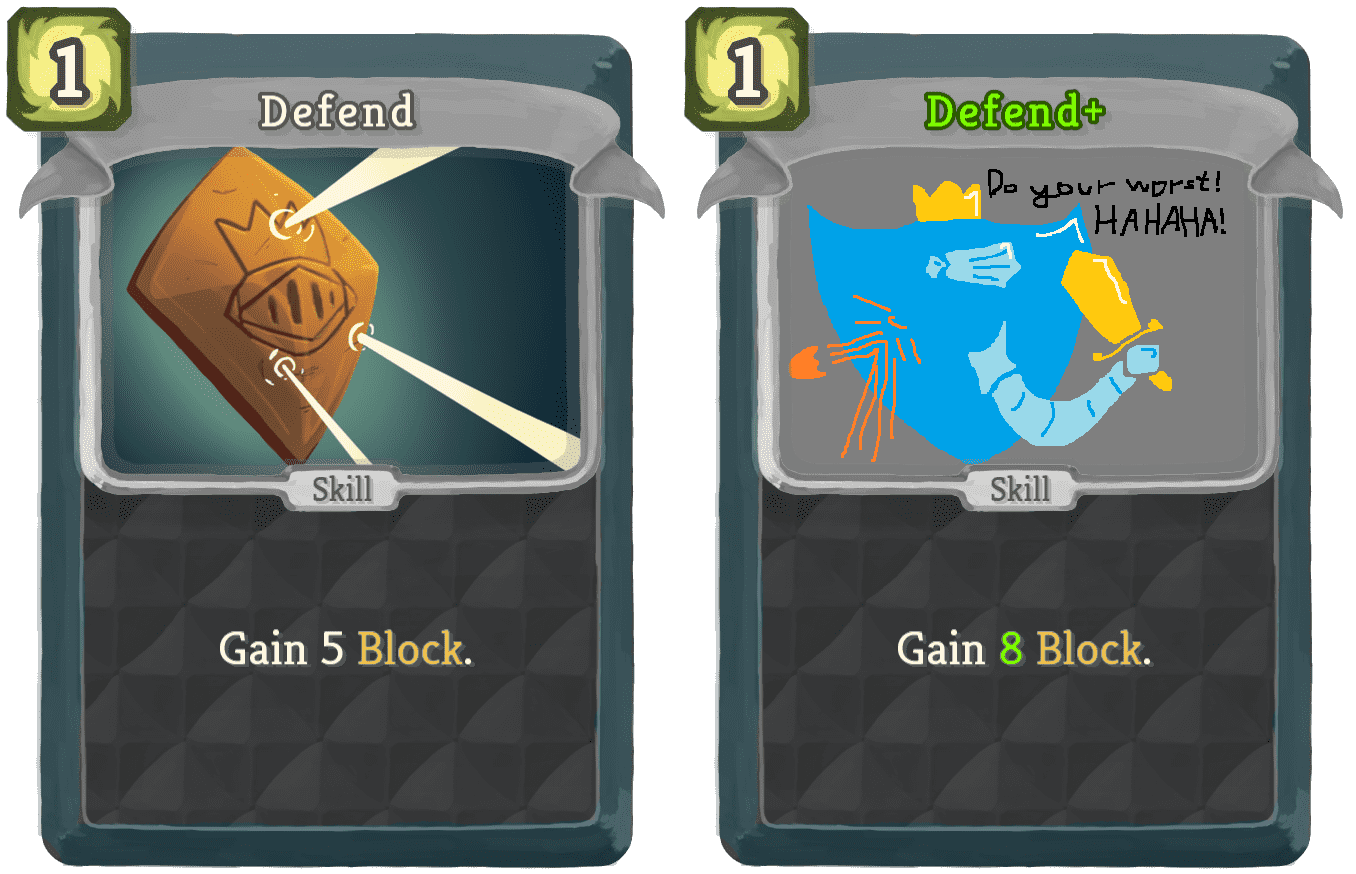 1
Defend
Skill
Gain 5 Block.
1
Defend+
Do your worst!
HAHAHA!
Skill
Gain 8 Block.